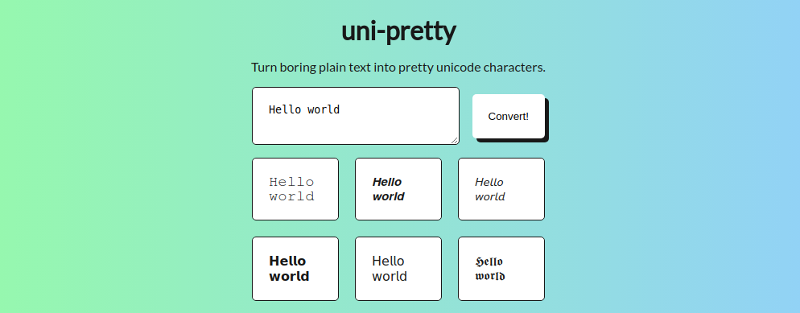 uni-pretty
Turn boring plain text into pretty unicode characters.
Hello world
Convert!
𝙷𝚎𝚕𝚕𝚘
𝚠𝚘𝚛𝚕𝚍
𝙃𝙚𝙡𝙡𝙤
𝙬𝙤𝙧𝙡𝙙
𝘏𝘦𝘭𝘭𝘰
𝘸𝘰𝘳𝘭𝘥
𝗛𝗲𝗹𝗹𝗼
𝘄𝗼𝗿𝗹𝗱
𝖧𝖾𝗅𝗅𝗈
𝗐𝗈𝗋𝗅𝖽
𝕳𝖊𝖑𝖑𝖔
𝖜𝖔𝖗𝖑𝖉